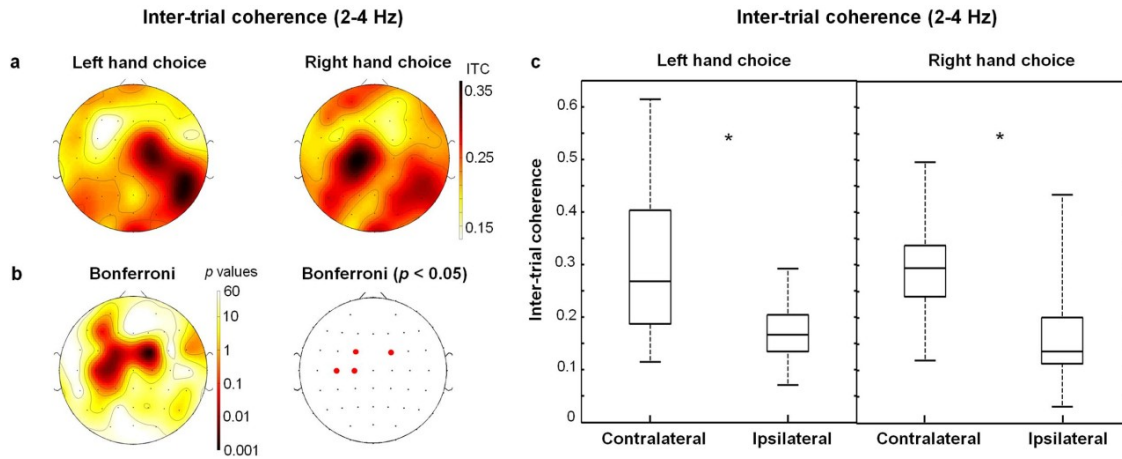 Inter-trial coherence (2-4 Hz)
a
Left hand choice
Right hand choice
ITC
0.35
0.25
0.15
b
Bonferroni
p values
60
10
1
0.1
0.01
0.001
Bonferroni (p < 0.05)
Inter-trial coherence (2-4 Hz)
c
Left hand choice
Right hand choice
Inter-trial coherence
0.6
0.5
0.4
0.3
0.2
0.1
0
*
*
Contralateral
Ipsilateral
Contralateral
Ipsilateral